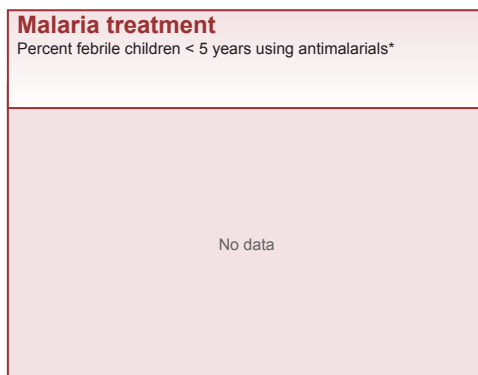 Malaria treatment
Percent febrile children < 5 years using antimalarials*
No data